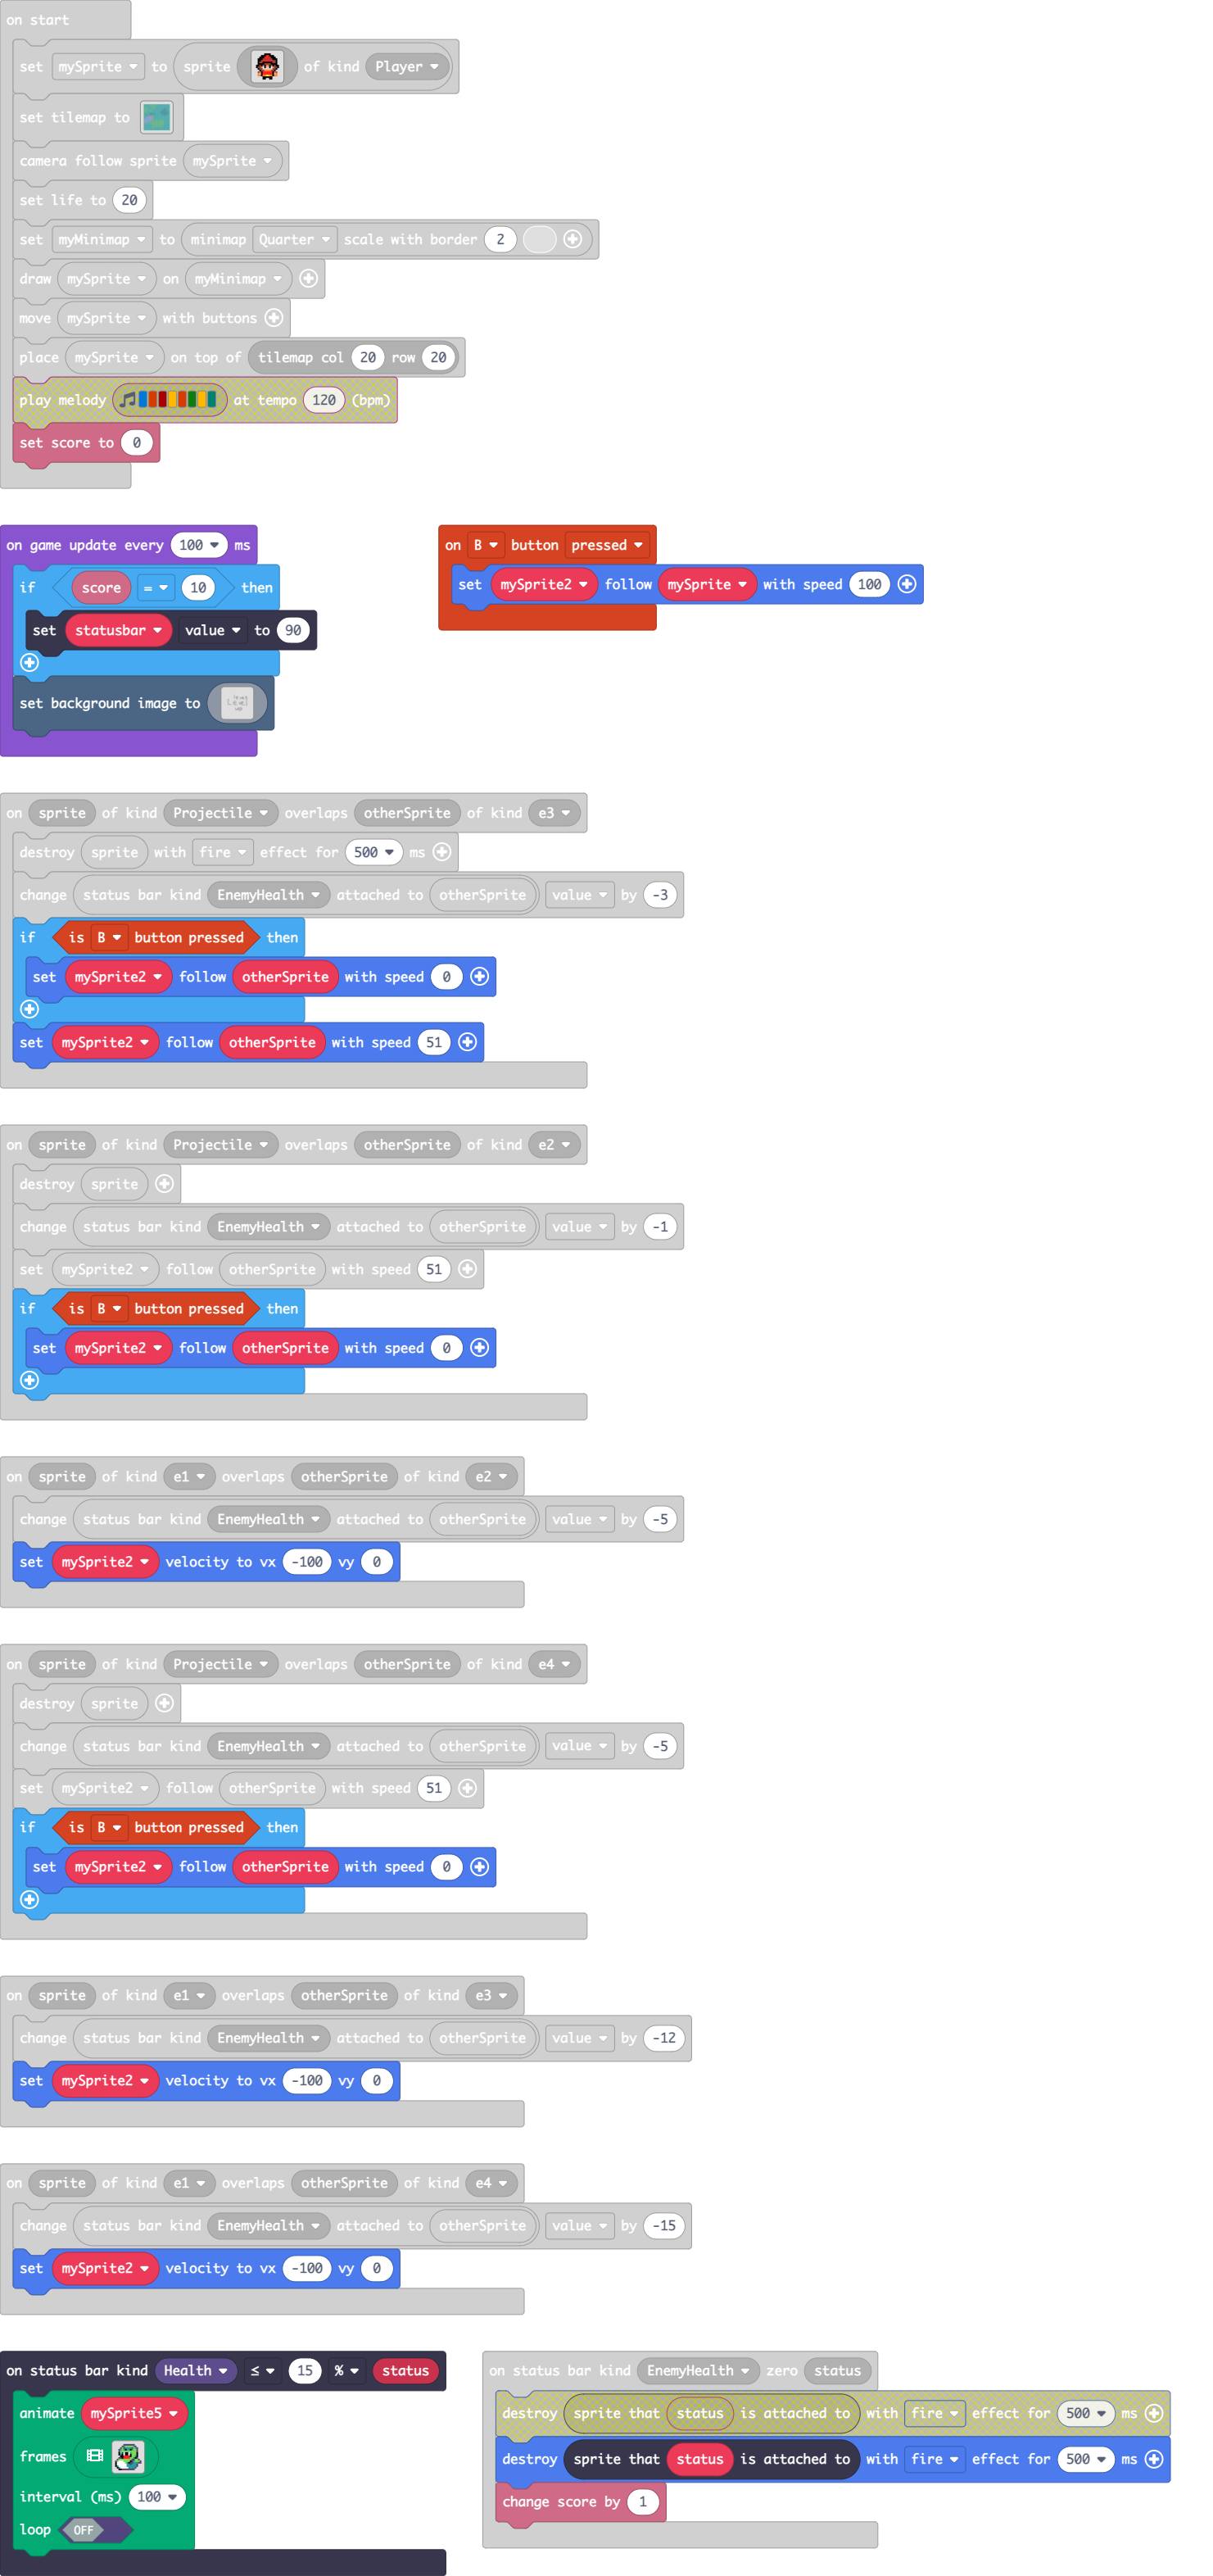 on start
set mySprite to sprite of kind Player
set tilemap to
camera follow sprite mySprite
set life to 20
set myMinimap to minimap Quarter scale with border 2
draw mySprite on myMinimap
move mySprite with buttons
place mySprite on top of tilemap col 20 row 20
play melody at tempo 120 (bpm)
set score to 0
on game update every 100 ms
if score = 10 then
set statusbar value to 90
set background image to
on B button pressed
set mySprite2 follow mySprite with speed 100
on sprite of kind Projectile overlaps otherSprite of kind e3
destroy sprite with fire effect for 500 ms
change status bar kind EnemyHealth attached to otherSprite value by -3
if is B button pressed then
set mySprite2 follow otherSprite with speed 0
set mySprite2 follow otherSprite with speed 51
on sprite of kind Projectile overlaps otherSprite of kind e2
destroy sprite
change status bar kind EnemyHealth attached to otherSprite value by -1
set mySprite2 follow otherSprite with speed 51
if is B button pressed then
set mySprite2 follow otherSprite with speed 0
on sprite of kind e1 overlaps otherSprite of kind e2
change status bar kind EnemyHealth attached to otherSprite value by -5
set mySprite2 velocity to vx -100 vy 0
on sprite of kind Projectile overlaps otherSprite of kind e4
destroy sprite
change status bar kind EnemyHealth attached to otherSprite value by -5
set mySprite2 follow otherSprite with speed 51
if is B button pressed then
set mySprite2 follow otherSprite with speed 0
on sprite of kind e1 overlaps otherSprite of kind e3
change status bar kind EnemyHealth attached to otherSprite value by -12
set mySprite2 velocity to vx -100 vy 0
on sprite of kind e1 overlaps otherSprite of kind e4
change status bar kind EnemyHealth attached to otherSprite value by -15
set mySprite2 velocity to vx -100 vy 0
on status bar kind Health ≤ 15 % status
animate mySprite5
frames
interval (ms) 100
loop OFF
on status bar kind EnemyHealth zero status
destroy sprite that status is attached to with fire effect for 500 ms
destroy sprite that status is attached to with fire effect for 500 ms
change score by 1